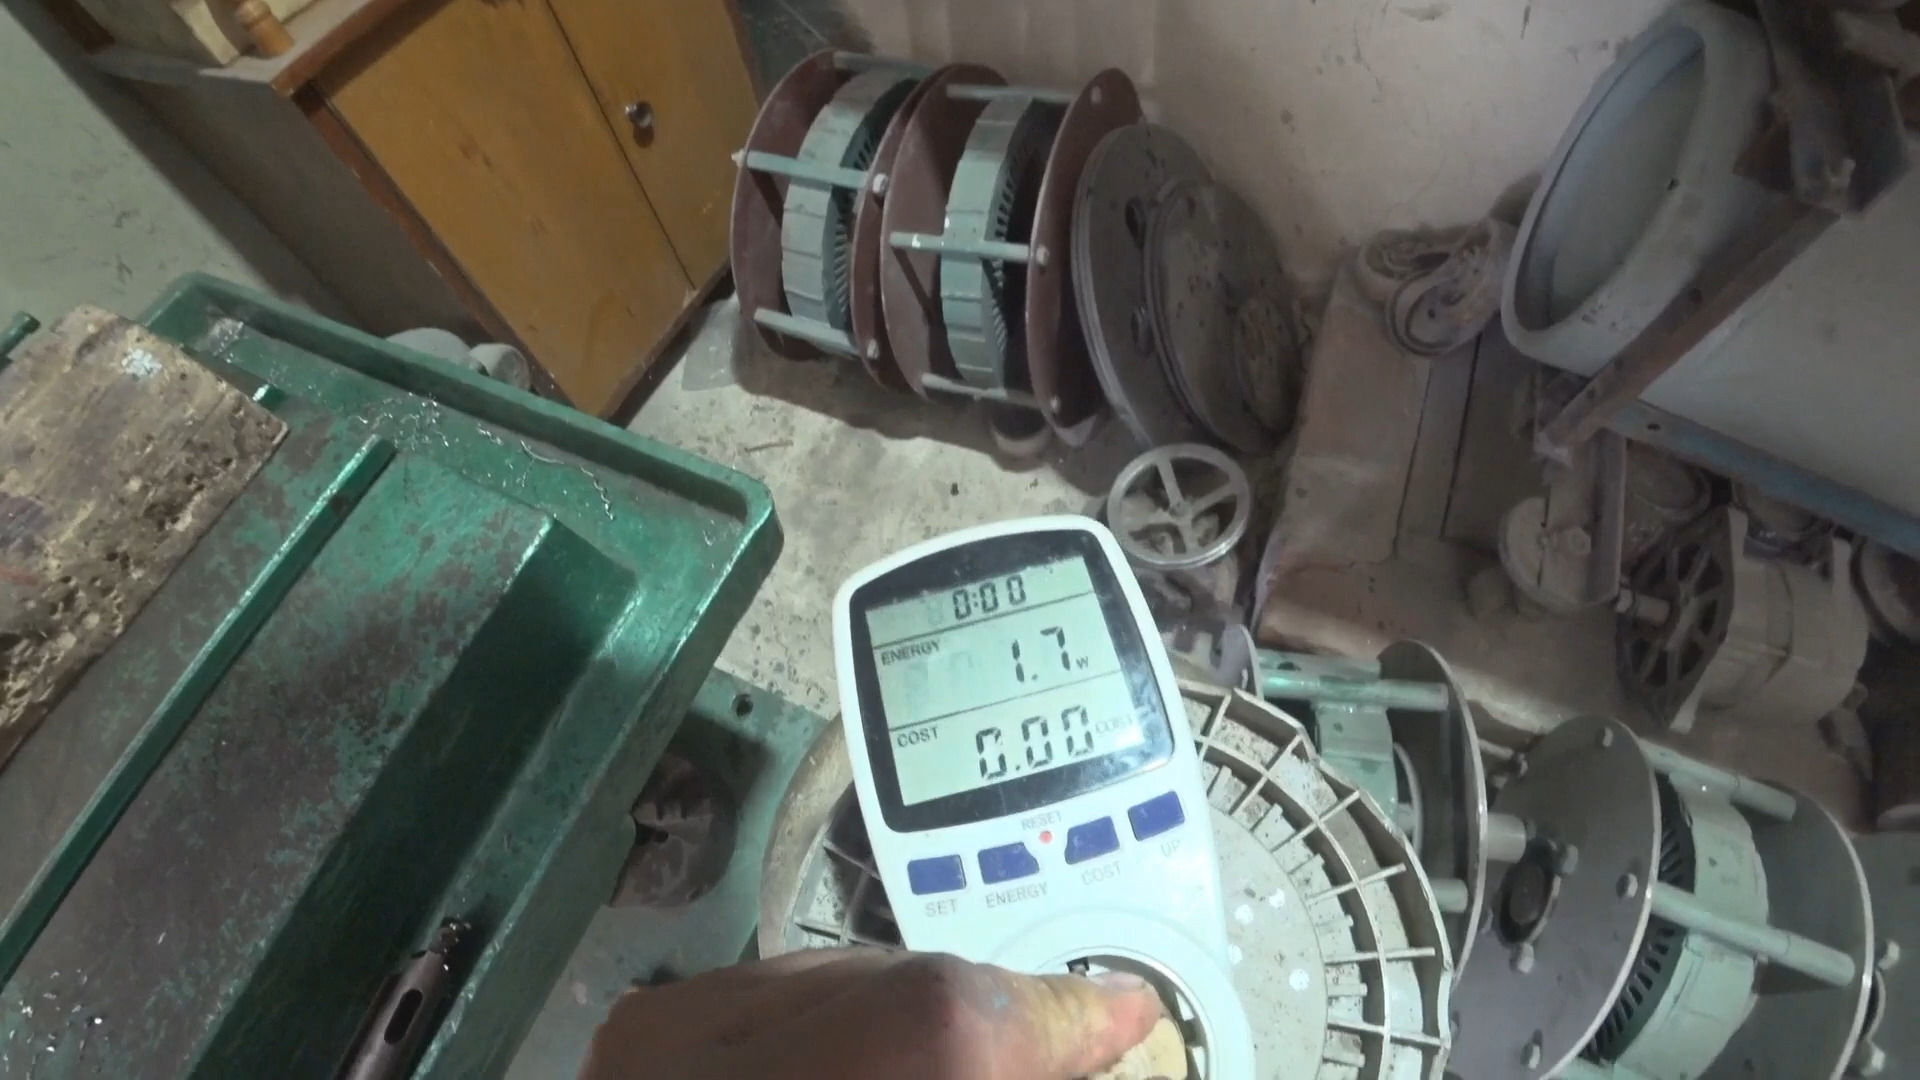 0:00
ENERGY
1.7 W
COST
0.00 COST
RESET
SET ENERGY COST UP